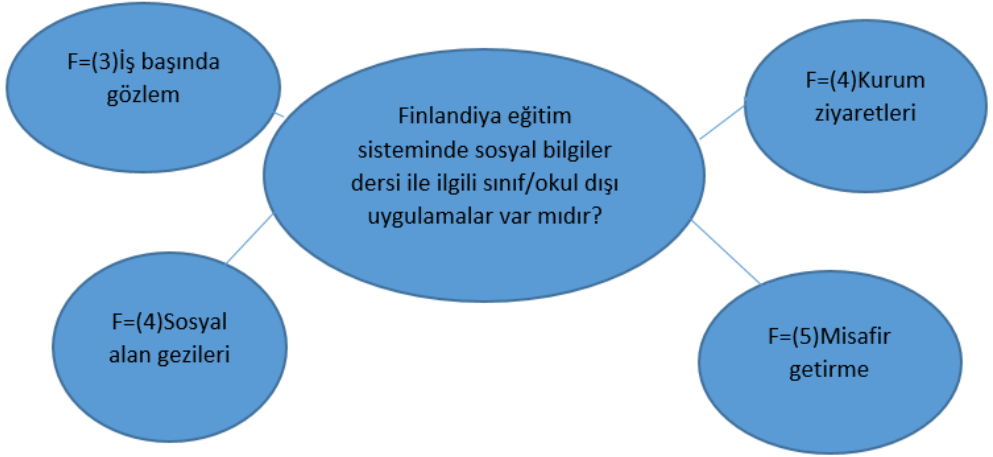 F=(3)İş başında
gözlem
F=(4)Kurum
ziyaretleri
Finlandiya eğitim
sisteminde sosyal bilgiler
dersi ile ilgili sınıf/okul dışı
uygulamalar var mıdır?
F=(4)Sosyal
alan gezileri
F=(5)Misafir
getirme